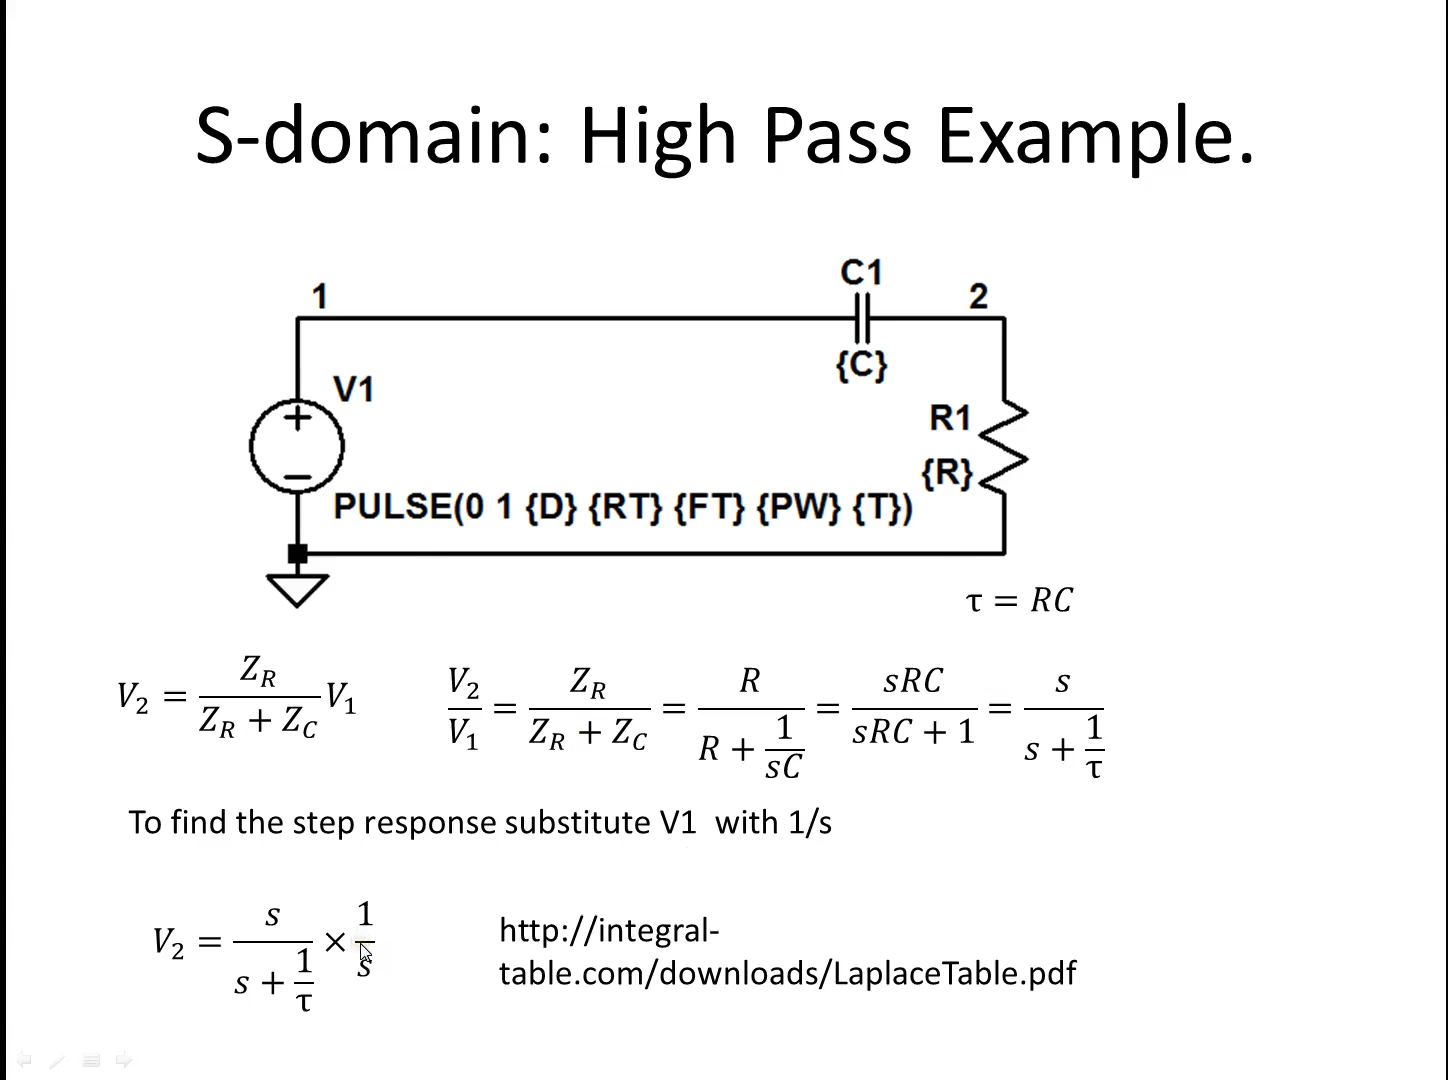 S-domain: High Pass Example.
C1
1
2
{C}
V1
+
R1
−
{R}
PULSE(0 1 {D} {RT} {FT} {PW} {T})
τ = RC
V₂ = Z_R / (Z_R + Z_C) V₁
V₂/V₁ = Z_R / (Z_R + Z_C) = R / (R + 1/sC) = sRC / (sRC + 1) = s / (s + 1/τ)
To find the step response substitute V1 with 1/s
V₂ = s / (s + 1/τ) × 1/s
http://integral-
table.com/downloads/LaplaceTable.pdf